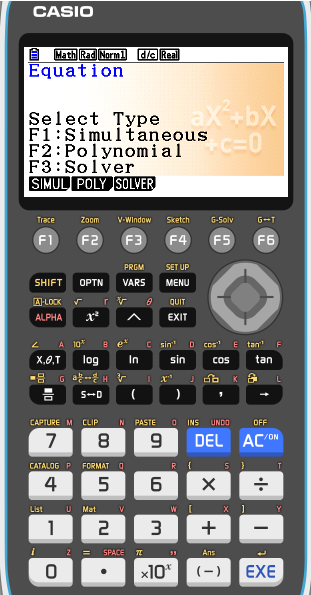 CASIO
Math Rad Norm1 d/c Real
Equation
aX²+bX
+c=0
Select Type
F1:Simultaneous
F2:Polynomial
F3:Solver
SIMUL POLY SOLVER
Trace Zoom V-Window Sketch G-Solv G↔T
F1 F2 F3 F4 F5 F6
PRGM SET UP
SHIFT OPTN VARS MENU
A-LOCK √ r ∛ θ QUIT
ALPHA x² ^ EXIT
∠ A 10ˣ B eˣ C sin⁻¹ D cos⁻¹ E tan⁻¹ F
X,θ,T log ln sin cos tan
G H ∛ I x⁻¹ J K L
S↔D ( ) , →
CAPTURE M CLIP N PASTE O INS UNDO OFF
7 8 9 DEL AC/ON
CATALOG P FORMAT Q R { S } T
4 5 6 × ÷
List U Mat V W [ X ] Y
1 2 3 + −
i Z = SPACE π " Ans ↵
0 • ×10ˣ (−) EXE